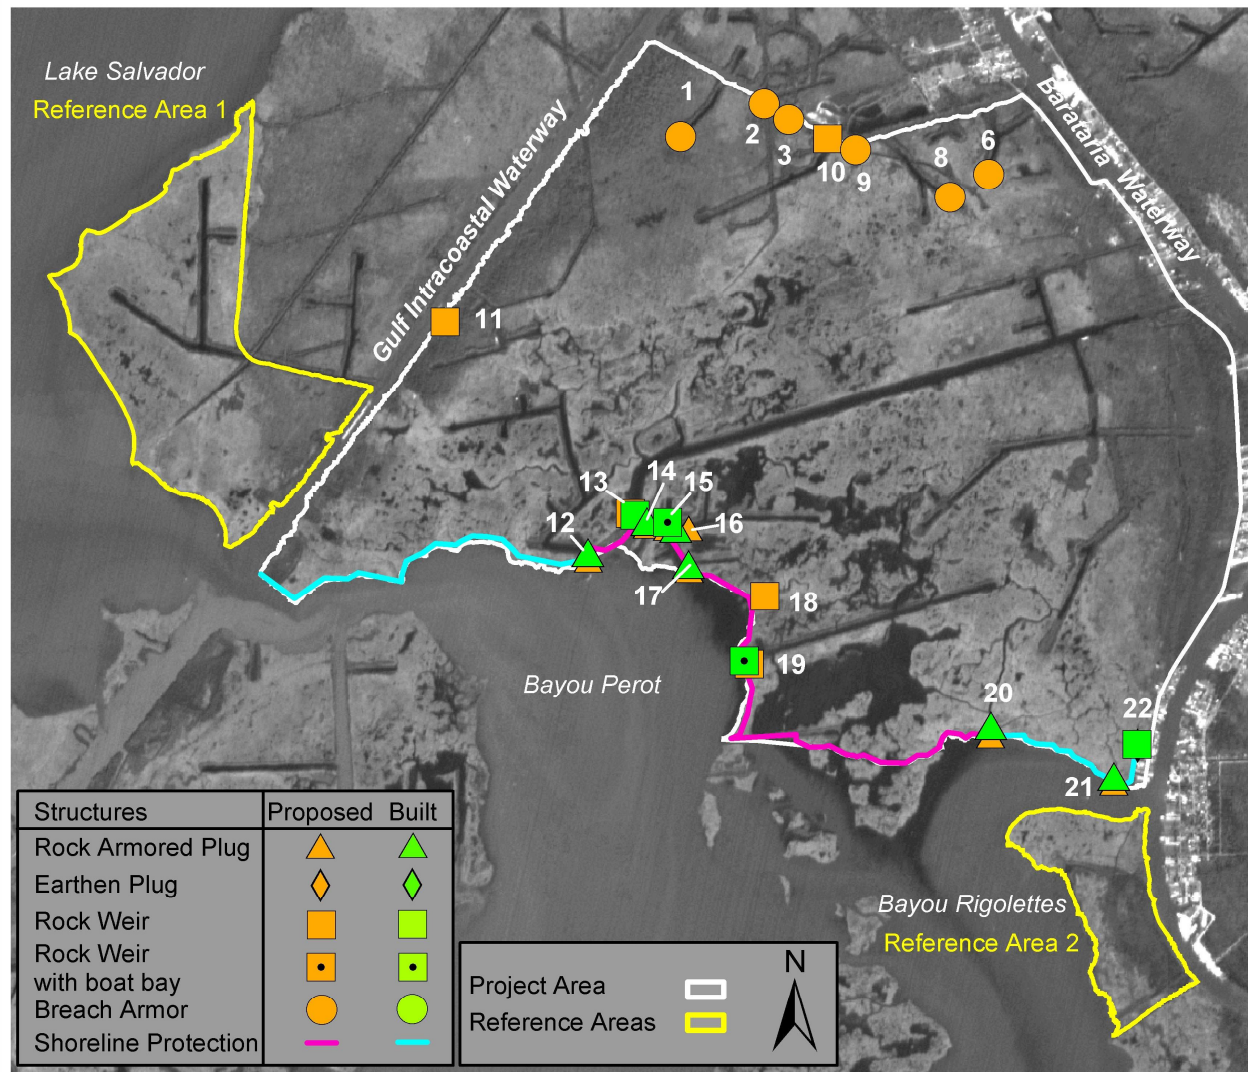 Lake Salvador
Reference Area 1
Gulf Intracoastal Waterway
Barataria Waterway
1
2
3
10
9
8
6
11
13
14
15
12
16
17
18
19
20
22
21
Bayou Perot
Bayou Rigolettes
Reference Area 2
Structures Proposed Built
Rock Armored Plug
Earthen Plug
Rock Weir
Rock Weir
with boat bay
Breach Armor
Shoreline Protection
Project Area
Reference Areas
N